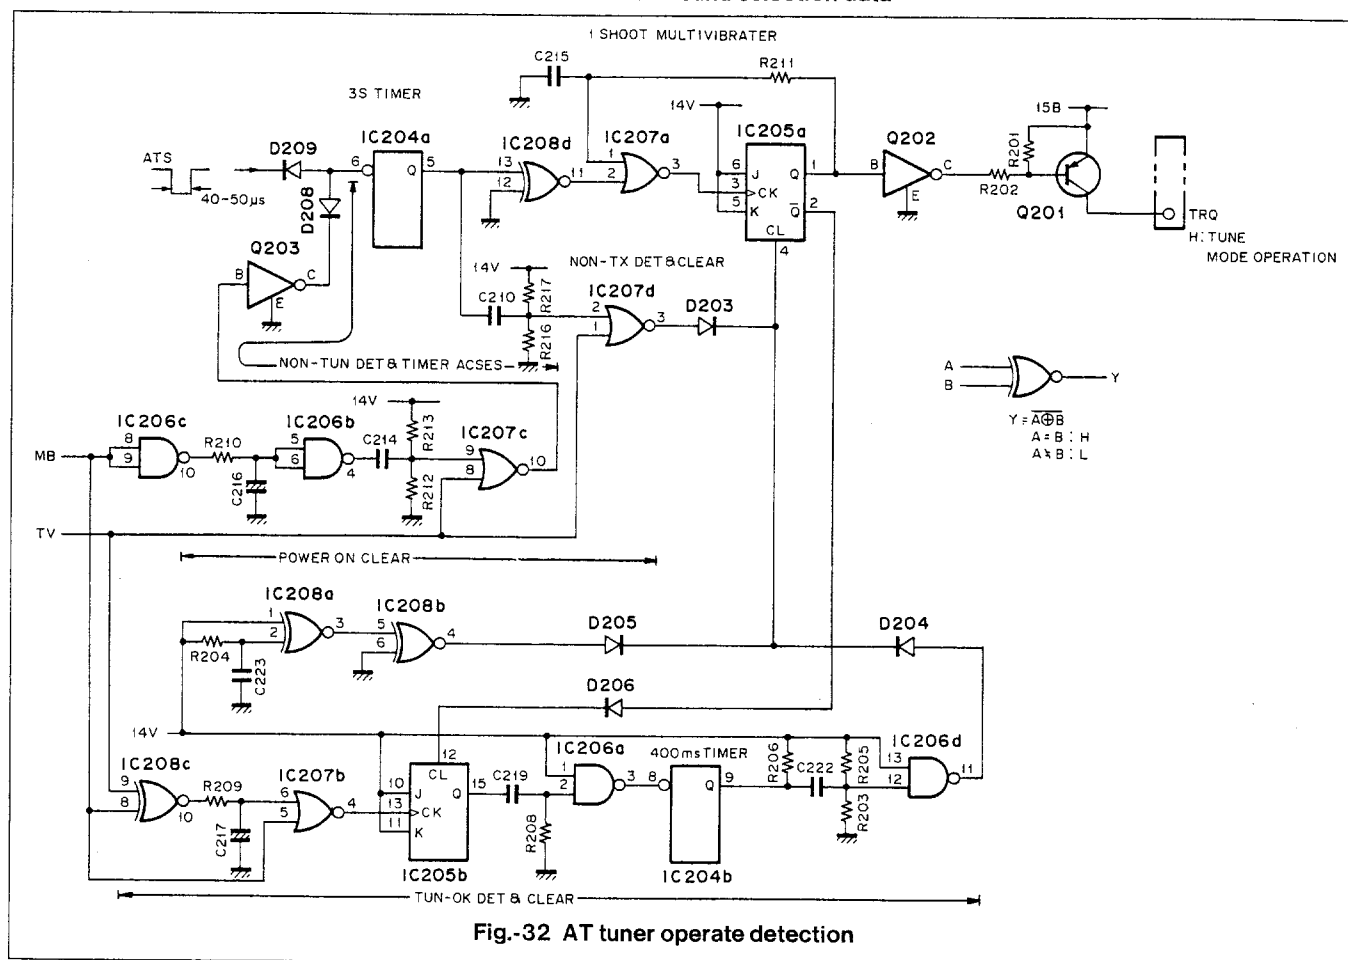 1 SHOOT MULTIVIBRATER
C215
R211
3S TIMER
14V
15B
IC204a
IC208d
IC207a
IC205a
Q202
R201
D209
ATS
6
Q
5
13
12
11
1
2
3
6
J
3
CK
5
K
Q
1
Q
2
CL
4
B
C
E
R202
Q201
TRQ
H:TUNE
MODE OPERATION
40-50µs
D208
Q203
B
C
E
14V
NON-TX DET&CLEAR
C210
R217
R216
IC207d
2
1
3
D203
NON-TUN DET & TIMER ACSES
A
B
Y
Y = A⊕B
A = B : H
A ≠ B : L
IC206c
IC206b
14V
MB
8
9
10
R210
C216
5
6
4
C214
R213
R212
IC207c
9
8
10
TV
POWER ON CLEAR
IC208a
IC208b
1
2
3
R204
C223
5
6
4
D205
D204
D206
14V
IC208c
9
8
10
R209
C217
IC207b
6
5
4
12
CL
10
J
13
CK
11
K
Q
15
IC205b
C219
R208
IC206a
1
2
3
400msTIMER
8
Q
9
IC204b
R206
C222
R205
R203
IC206d
13
12
11
TUN-OK DET & CLEAR
Fig.-32 AT tuner operate detection